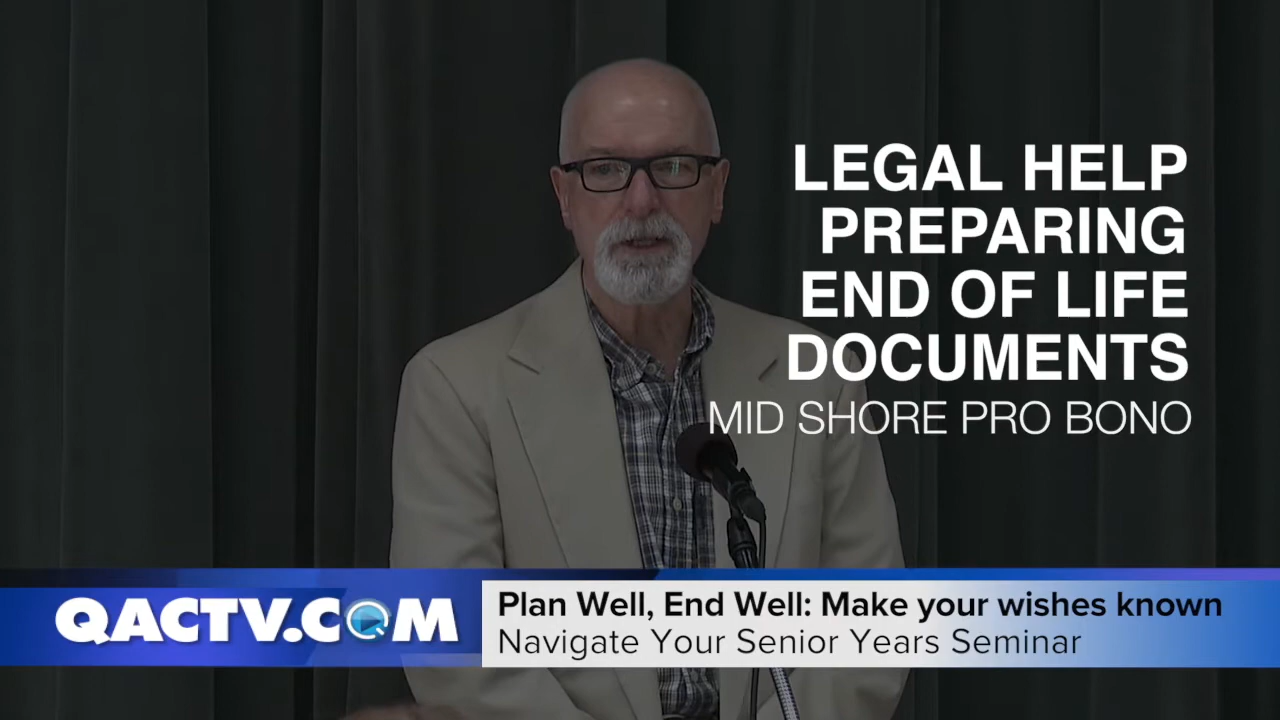 LEGAL HELP
PREPARING
END OF LIFE
DOCUMENTS
MID SHORE PRO BONO
QACTV.COM
Plan Well, End Well: Make your wishes known
Navigate Your Senior Years Seminar